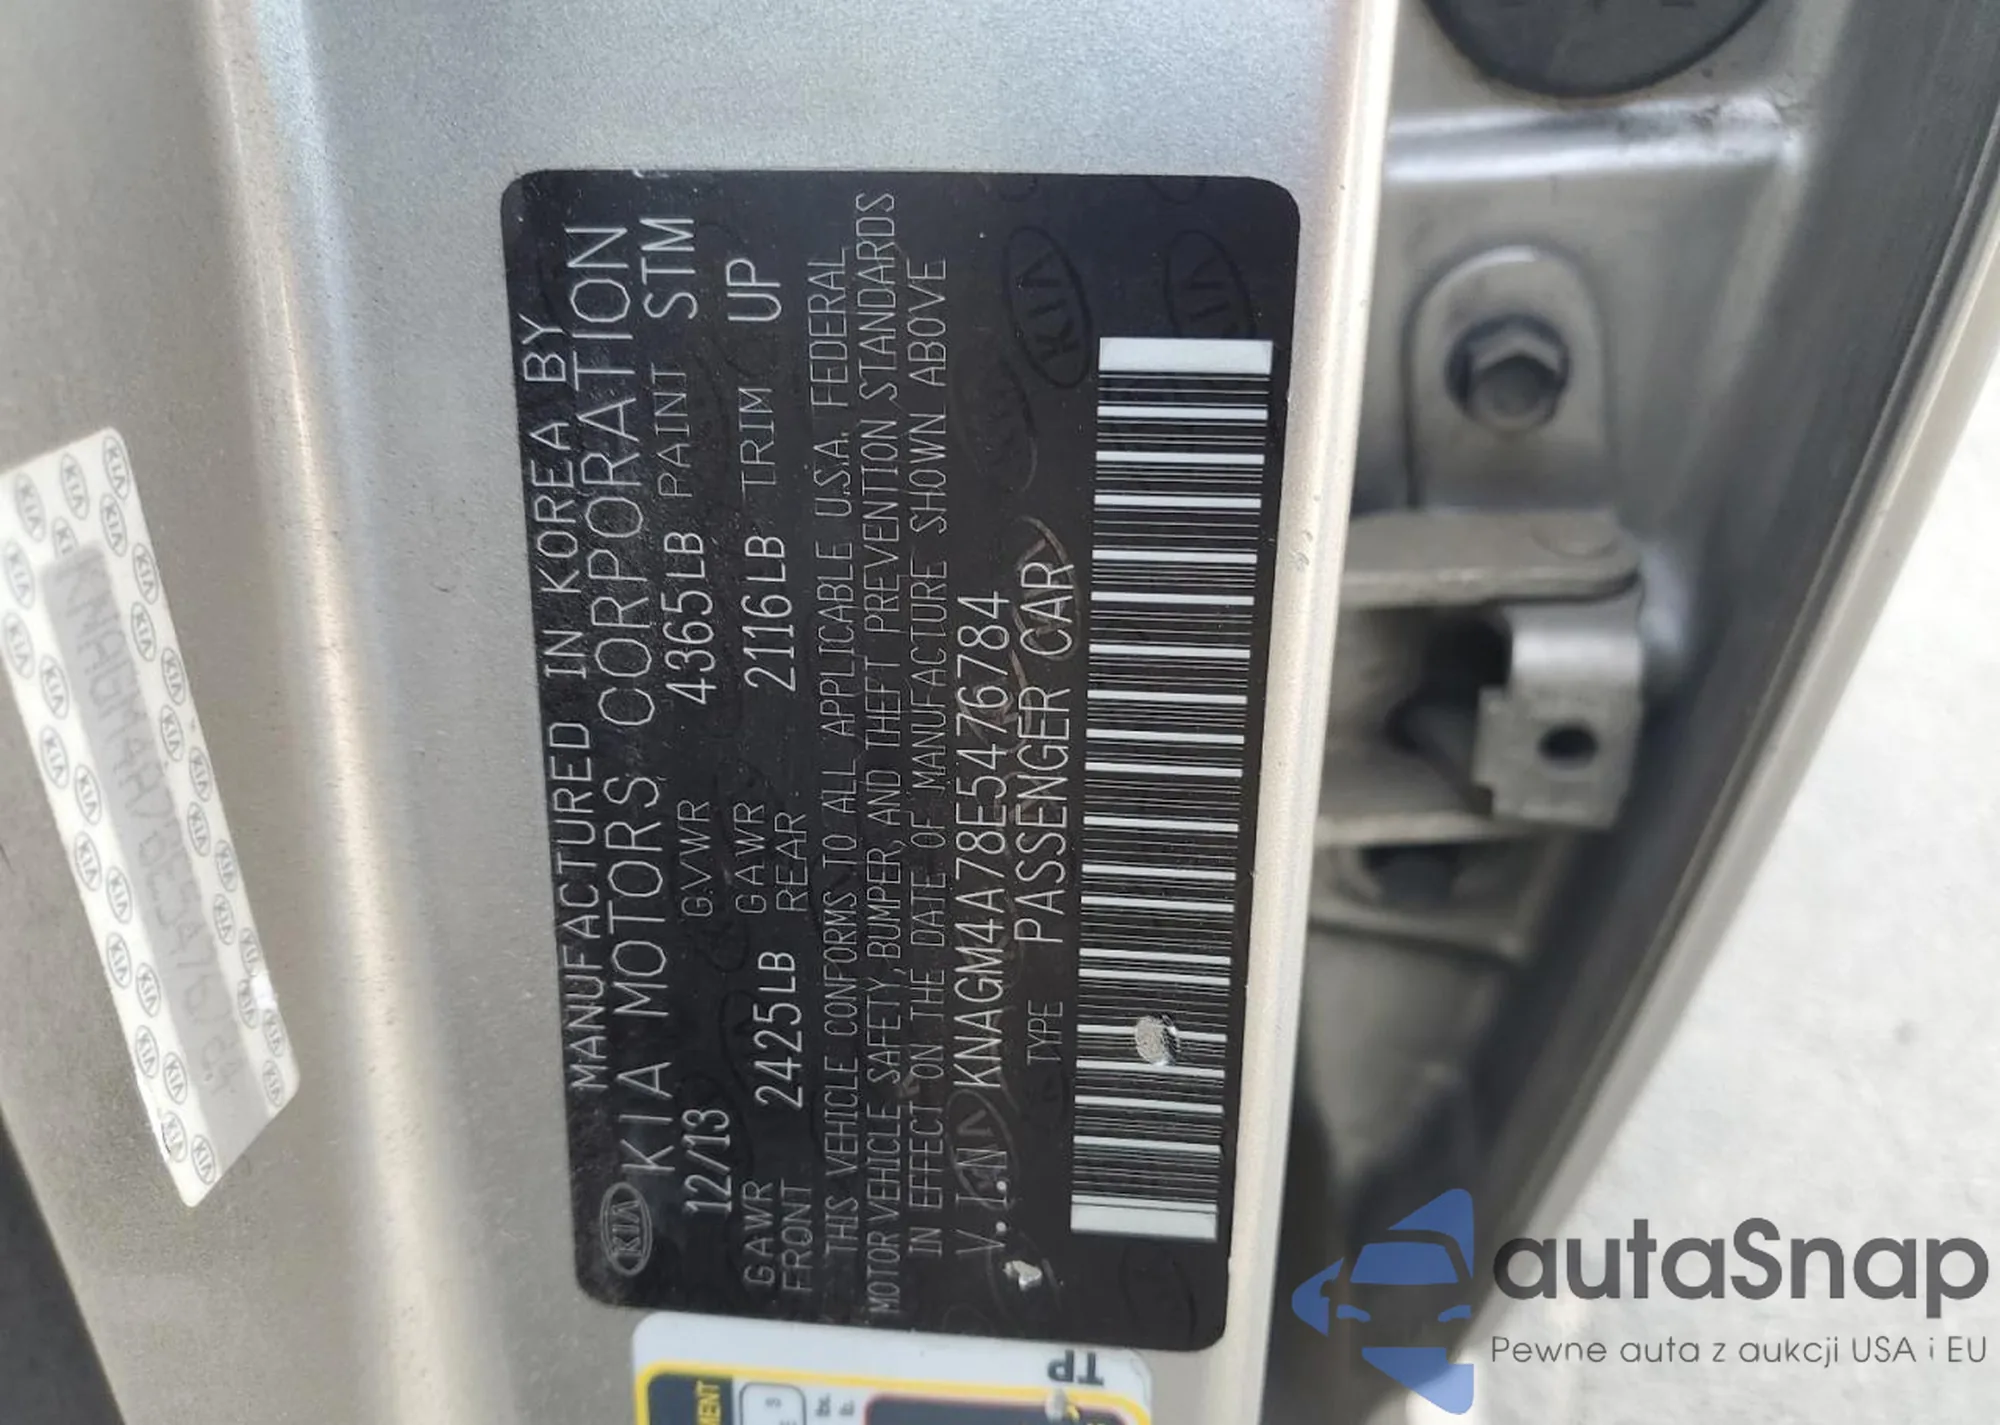 MANUFACTURED IN KOREA BY
KIA KIA MOTORS CORPORATION
12/13 GVWR 4365LB PAINT STM
GAWR FRONT 2425LB GAWR REAR 2116LB TRIM UP
THIS VEHICLE CONFORMS TO ALL APPLICABLE U.S.A. FEDERAL
MOTOR VEHICLE SAFETY, BUMPER, AND THEFT PREVENTION STANDARDS
IN EFFECT ON THE DATE OF MANUFACTURE SHOWN ABOVE
V.I.N KNAGM4A78E5476784
TYPE PASSENGER CAR
KNAGM4A78E5476784
TP
autaSnap
Pewne auta z aukcji USA i EU